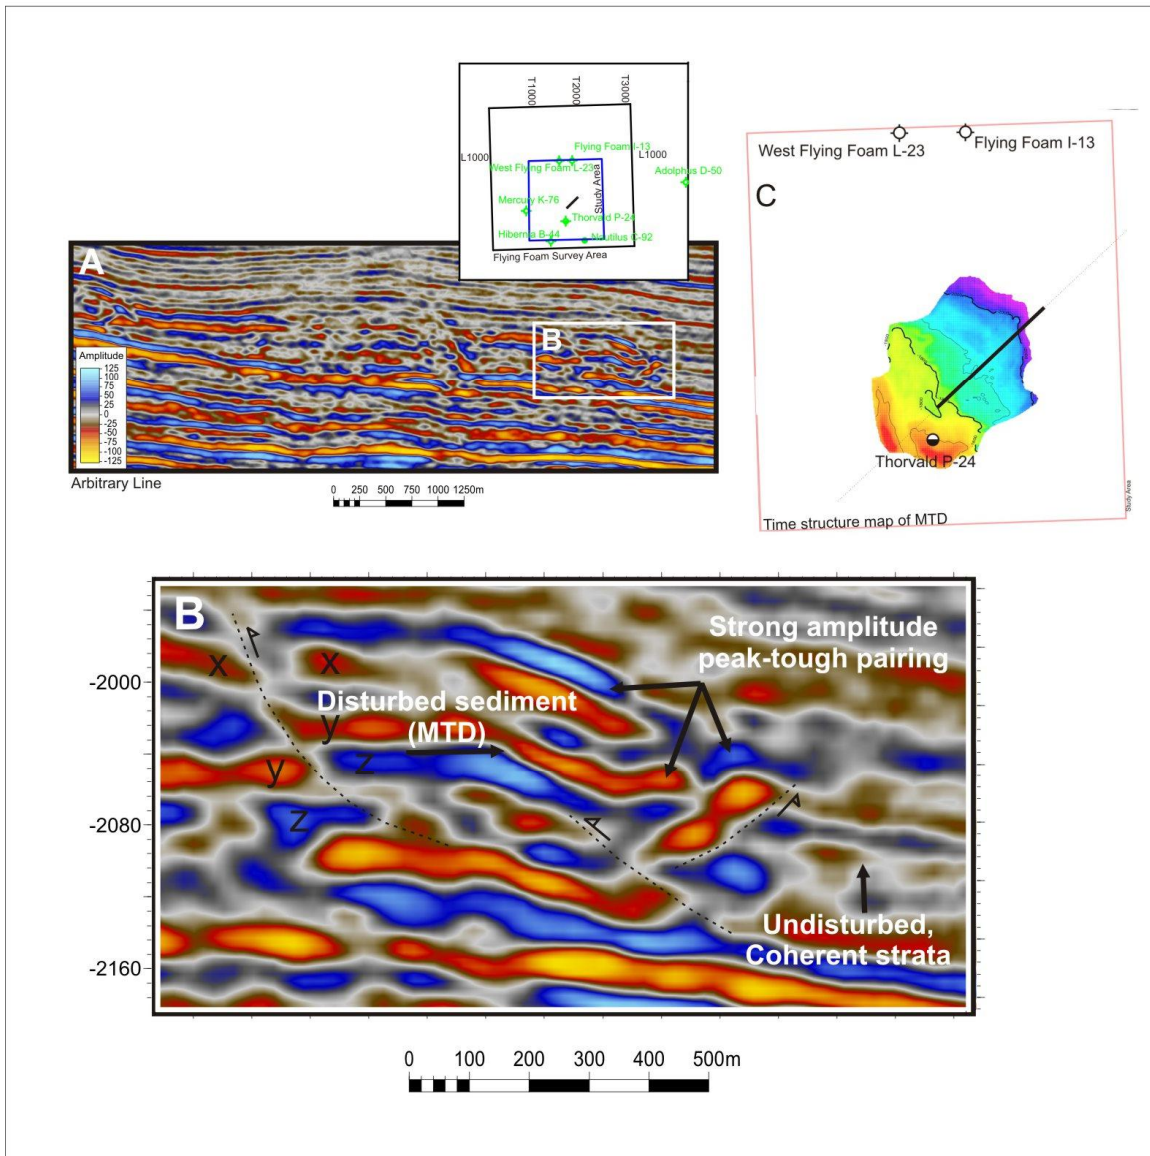 T1000
T2000
T3000
L1000
L1000
Flying Foam I-13
West Flying Foam L-23
Adolphus D-50
Study Area
Mercury K-76
Thorvald P-24
Hibernia B-44
Nautilus C-92
Flying Foam Survey Area
A
B
Amplitude
125
100
75
50
25
0
-25
-50
-75
-100
-125
Arbitrary Line
0 250 500 750 1000 1250m
West Flying Foam L-23
Flying Foam I-13
C
Thorvald P-24
Study Area
Time structure map of MTD
B
Strong amplitude
peak-tough pairing
x
x
-2000
Disturbed sediment
(MTD)
y
z
y
z
-2080
Undisturbed,
Coherent strata
-2160
0 100 200 300 400 500m